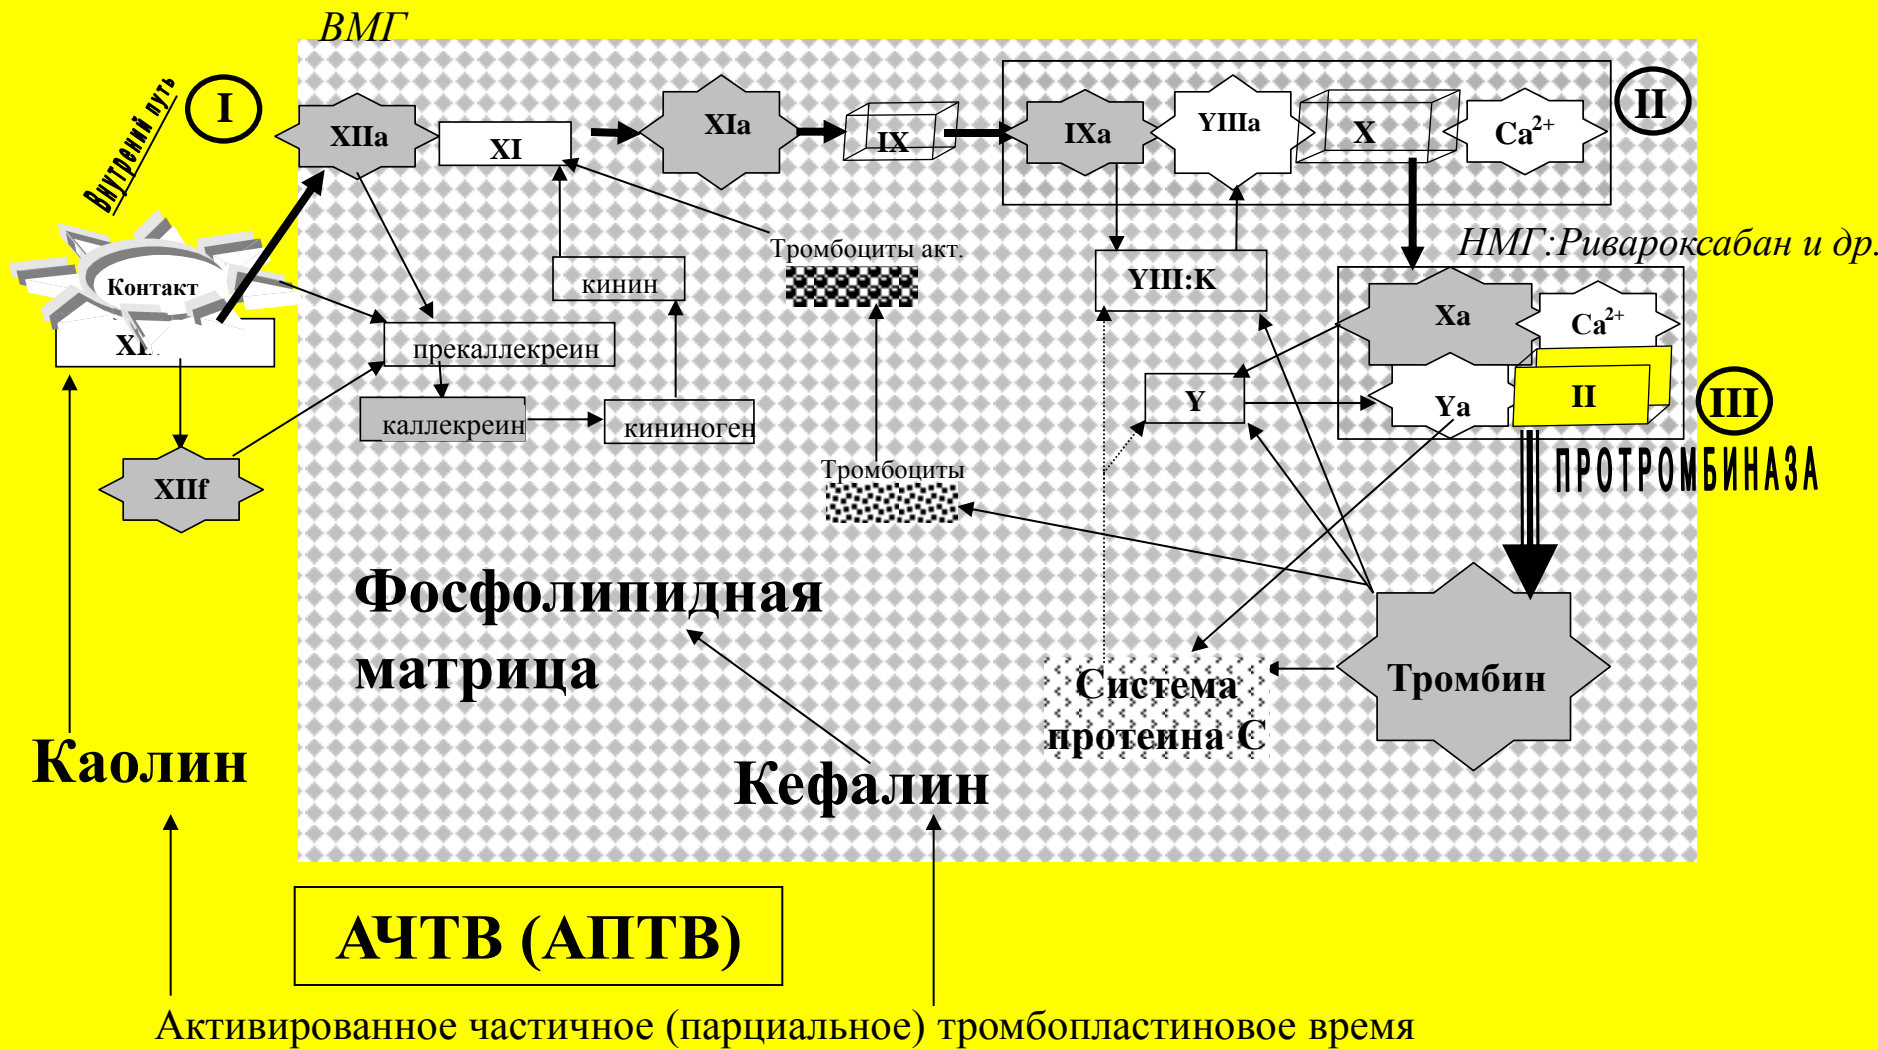 ВМГ
Внутрений путь
I
XIIa
XI
XIa
IX
IXa
YIIIa
X
Ca2+
II
Контакт
Тромбоциты акт.
НМГ:Ривароксабан и др.
кинин
YIII:K
Xa
Ca2+
прекаллекреин
Y
Ya
II
III
каллекреин
кининоген
Тромбоциты
ПРОТРОМБИНАЗА
XIIf
Фосфолипидная
матрица
Система
протеина С
Тромбин
Каолин
Кефалин
АЧТВ (АПТВ)
Активированное частичное (парциальное) тромбопластиновое время